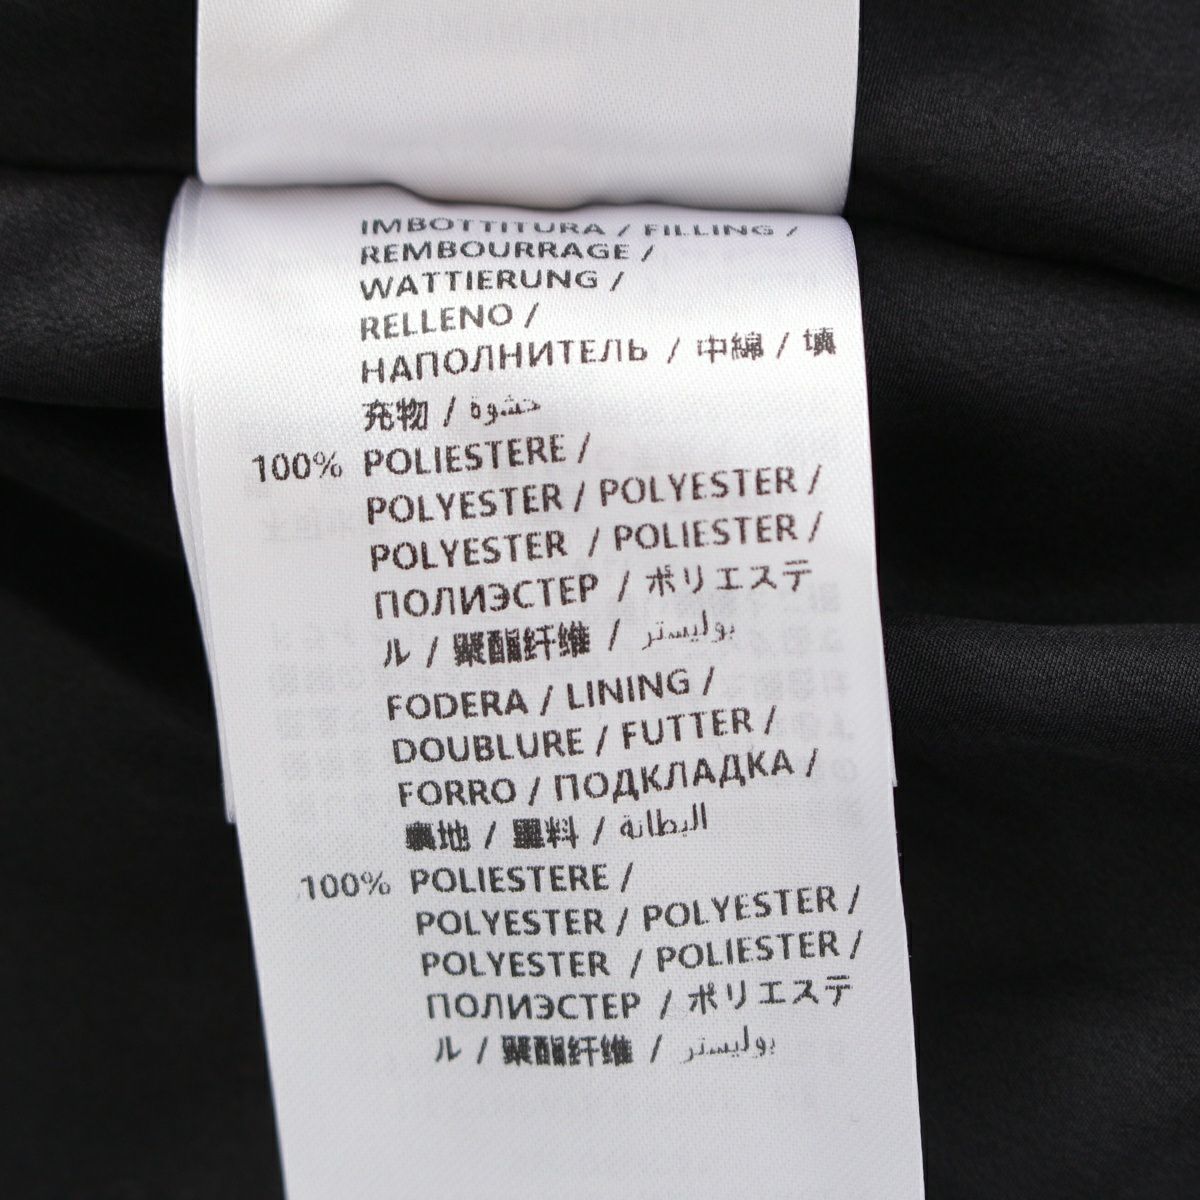 IMBOTTITURA / FILLING /
REMBOURRAGE /
WATTIERUNG /
RELLENO /
НАПОЛНИТЕЛЬ / 中綿 / 填
充物 / حشوة
100% POLIESTERE /
POLYESTER / POLYESTER /
POLYESTER / POLIESTER /
ПОЛИЭСТЕР / ポリエステ
ル / 聚酯纤维 / بوليستر
FODERA / LINING /
DOUBLURE / FUTTER /
FORRO / ПОДКЛАДКА /
裏地 / 里料 / البطانة
100% POLIESTERE /
POLYESTER / POLYESTER /
POLYESTER / POLIESTER /
ПОЛИЭСТЕР / ポリエステ
ル / 聚酯纤维 / بوليستر